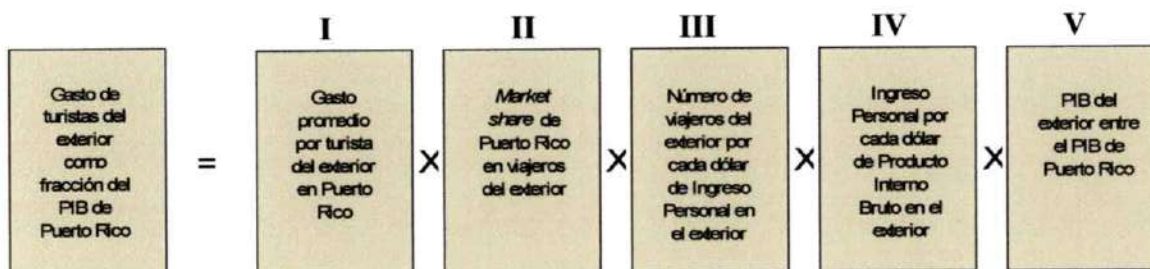 I II III IV V
Gasto de
turistas del
exterior
como
fracción del
PIB de
Puerto Rico
=
Gasto
promedio
por turista
del exterior
en Puerto
Rico
X
Market
share de
Puerto Rico
en viajeros
del exterior
X
Número de
viajeros del
exterior por
cada dólar
de Ingreso
Personal en
el exterior
X
Ingreso
Personal por
cada dólar
de Producto
Interno
Bruto en el
exterior
X
PIB del
exterior entre
el PIB de
Puerto Rico